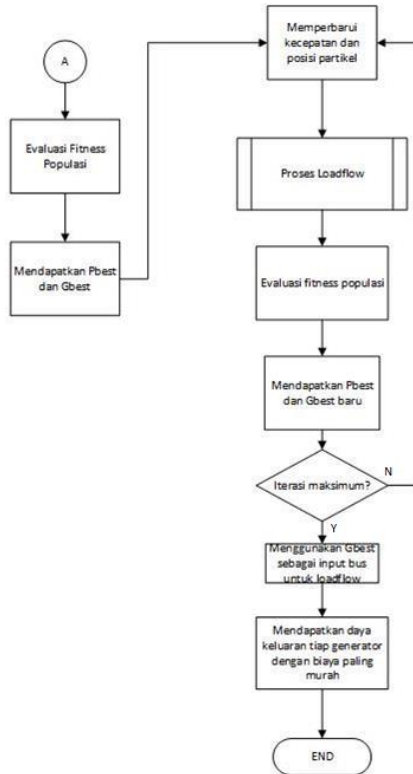 A
Evaluasi Fitness
Populasi
Mendapatkan Pbest
dan Gbest
Memperbarui
kecepatan dan
posisi partikel
Proses Loadflow
Evaluasi fitness populasi
Mendapatkan Pbest
dan Gbest baru
Iterasi maksimum?
N
Y
Menggunakan Gbest
sebagai input bus
untuk loadflow
Mendapatkan daya
keluaran tiap generator
dengan biaya paling
murah
END